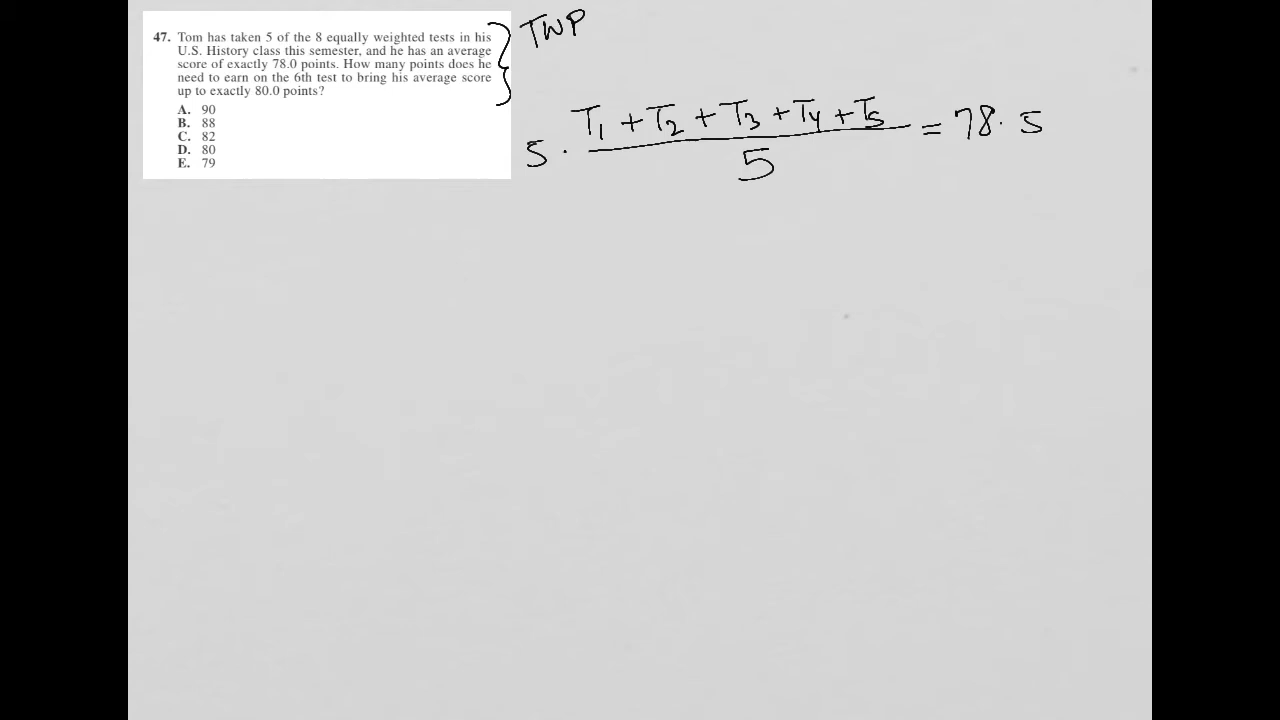 47. Tom has taken 5 of the 8 equally weighted tests in his
U.S. History class this semester, and he has an average
score of exactly 78.0 points. How many points does he
need to earn on the 6th test to bring his average score
up to exactly 80.0 points?
A. 90
B. 88
C. 82
D. 80
E. 79
TWP
5 · (T₁ + T₂ + T₃ + T₄ + T₅) / 5 = 78 · 5